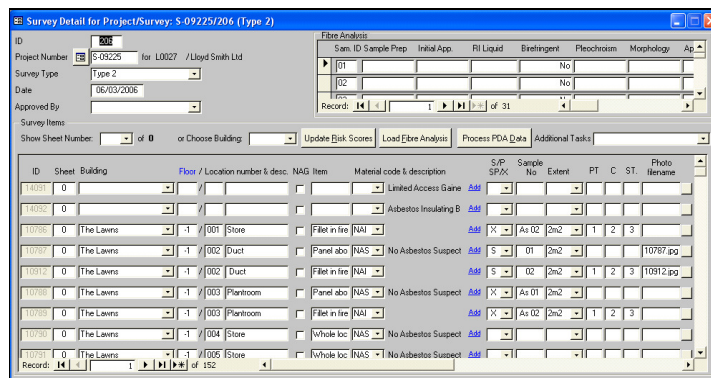 Survey Detail for Project/Survey: S-09225/206 (Type 2)
ID 206
Project Number S-09225 for L0027 /Lloyd Smith Ltd
Survey Type Type 2
Date 06/03/2006
Approved By
Fibre Analysis
Sam. ID Sample Prep Initial App. RI Liquid Birefringent Pleochroism Morphology Ap
01 No
02 No
Record: 1 of 31
Survey Items
Show Sheet Number: of 0 or Choose Building: Update Risk Scores Load Fibre Analysis Process PDA Data Additional Tasks
ID Sheet Building Floor / Location number & desc. NAG Item Material code & description S/P SP/X Sample No Extent PT C ST. Photo filename
14091 0 / Limited Access Gaine Add
14092 0 / Asbestos Insulating B Add
10786 0 The Lawns -1 / 001 Store Fillet in fire NAI Add X As 02 2m2 1 2 3
10787 0 The Lawns -1 / 002 Duct Panel abo NAS No Asbestos Suspect Add S 01 2m2 10787.jpg
10912 0 The Lawns -1 / 002 Duct Fillet in fire NAI Add S 02 2m2 1 2 3 10912.jpg
10788 0 The Lawns -1 / 003 Plantroom Panel abo NAS No Asbestos Suspect Add X As 01 2m2
10789 0 The Lawns -1 / 003 Plantroom Fillet in fire NAI Add X As 02 2m2 1 2 3
10790 0 The Lawns -1 / 004 Store Whole loc NAS No Asbestos Suspect Add
10791 0 The Lawns -1 / 005 Store Whole loc NAS No Asbestos Suspect Add
Record: 1 of 152